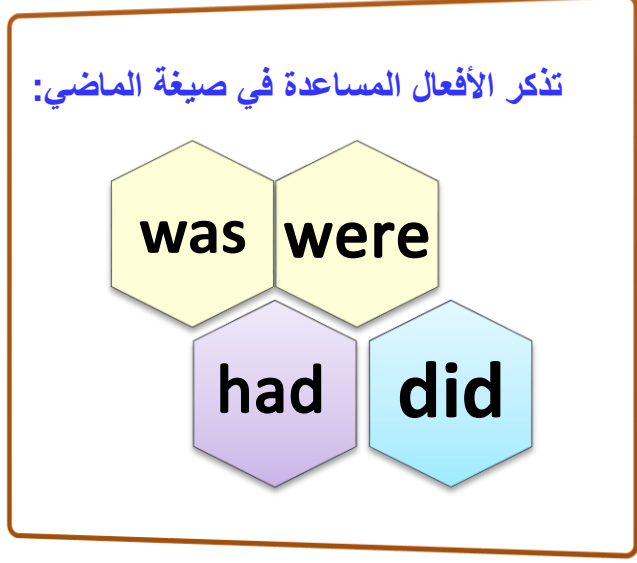 تذكر الأفعال المساعدة في صيغة الماضي:
was were
had did